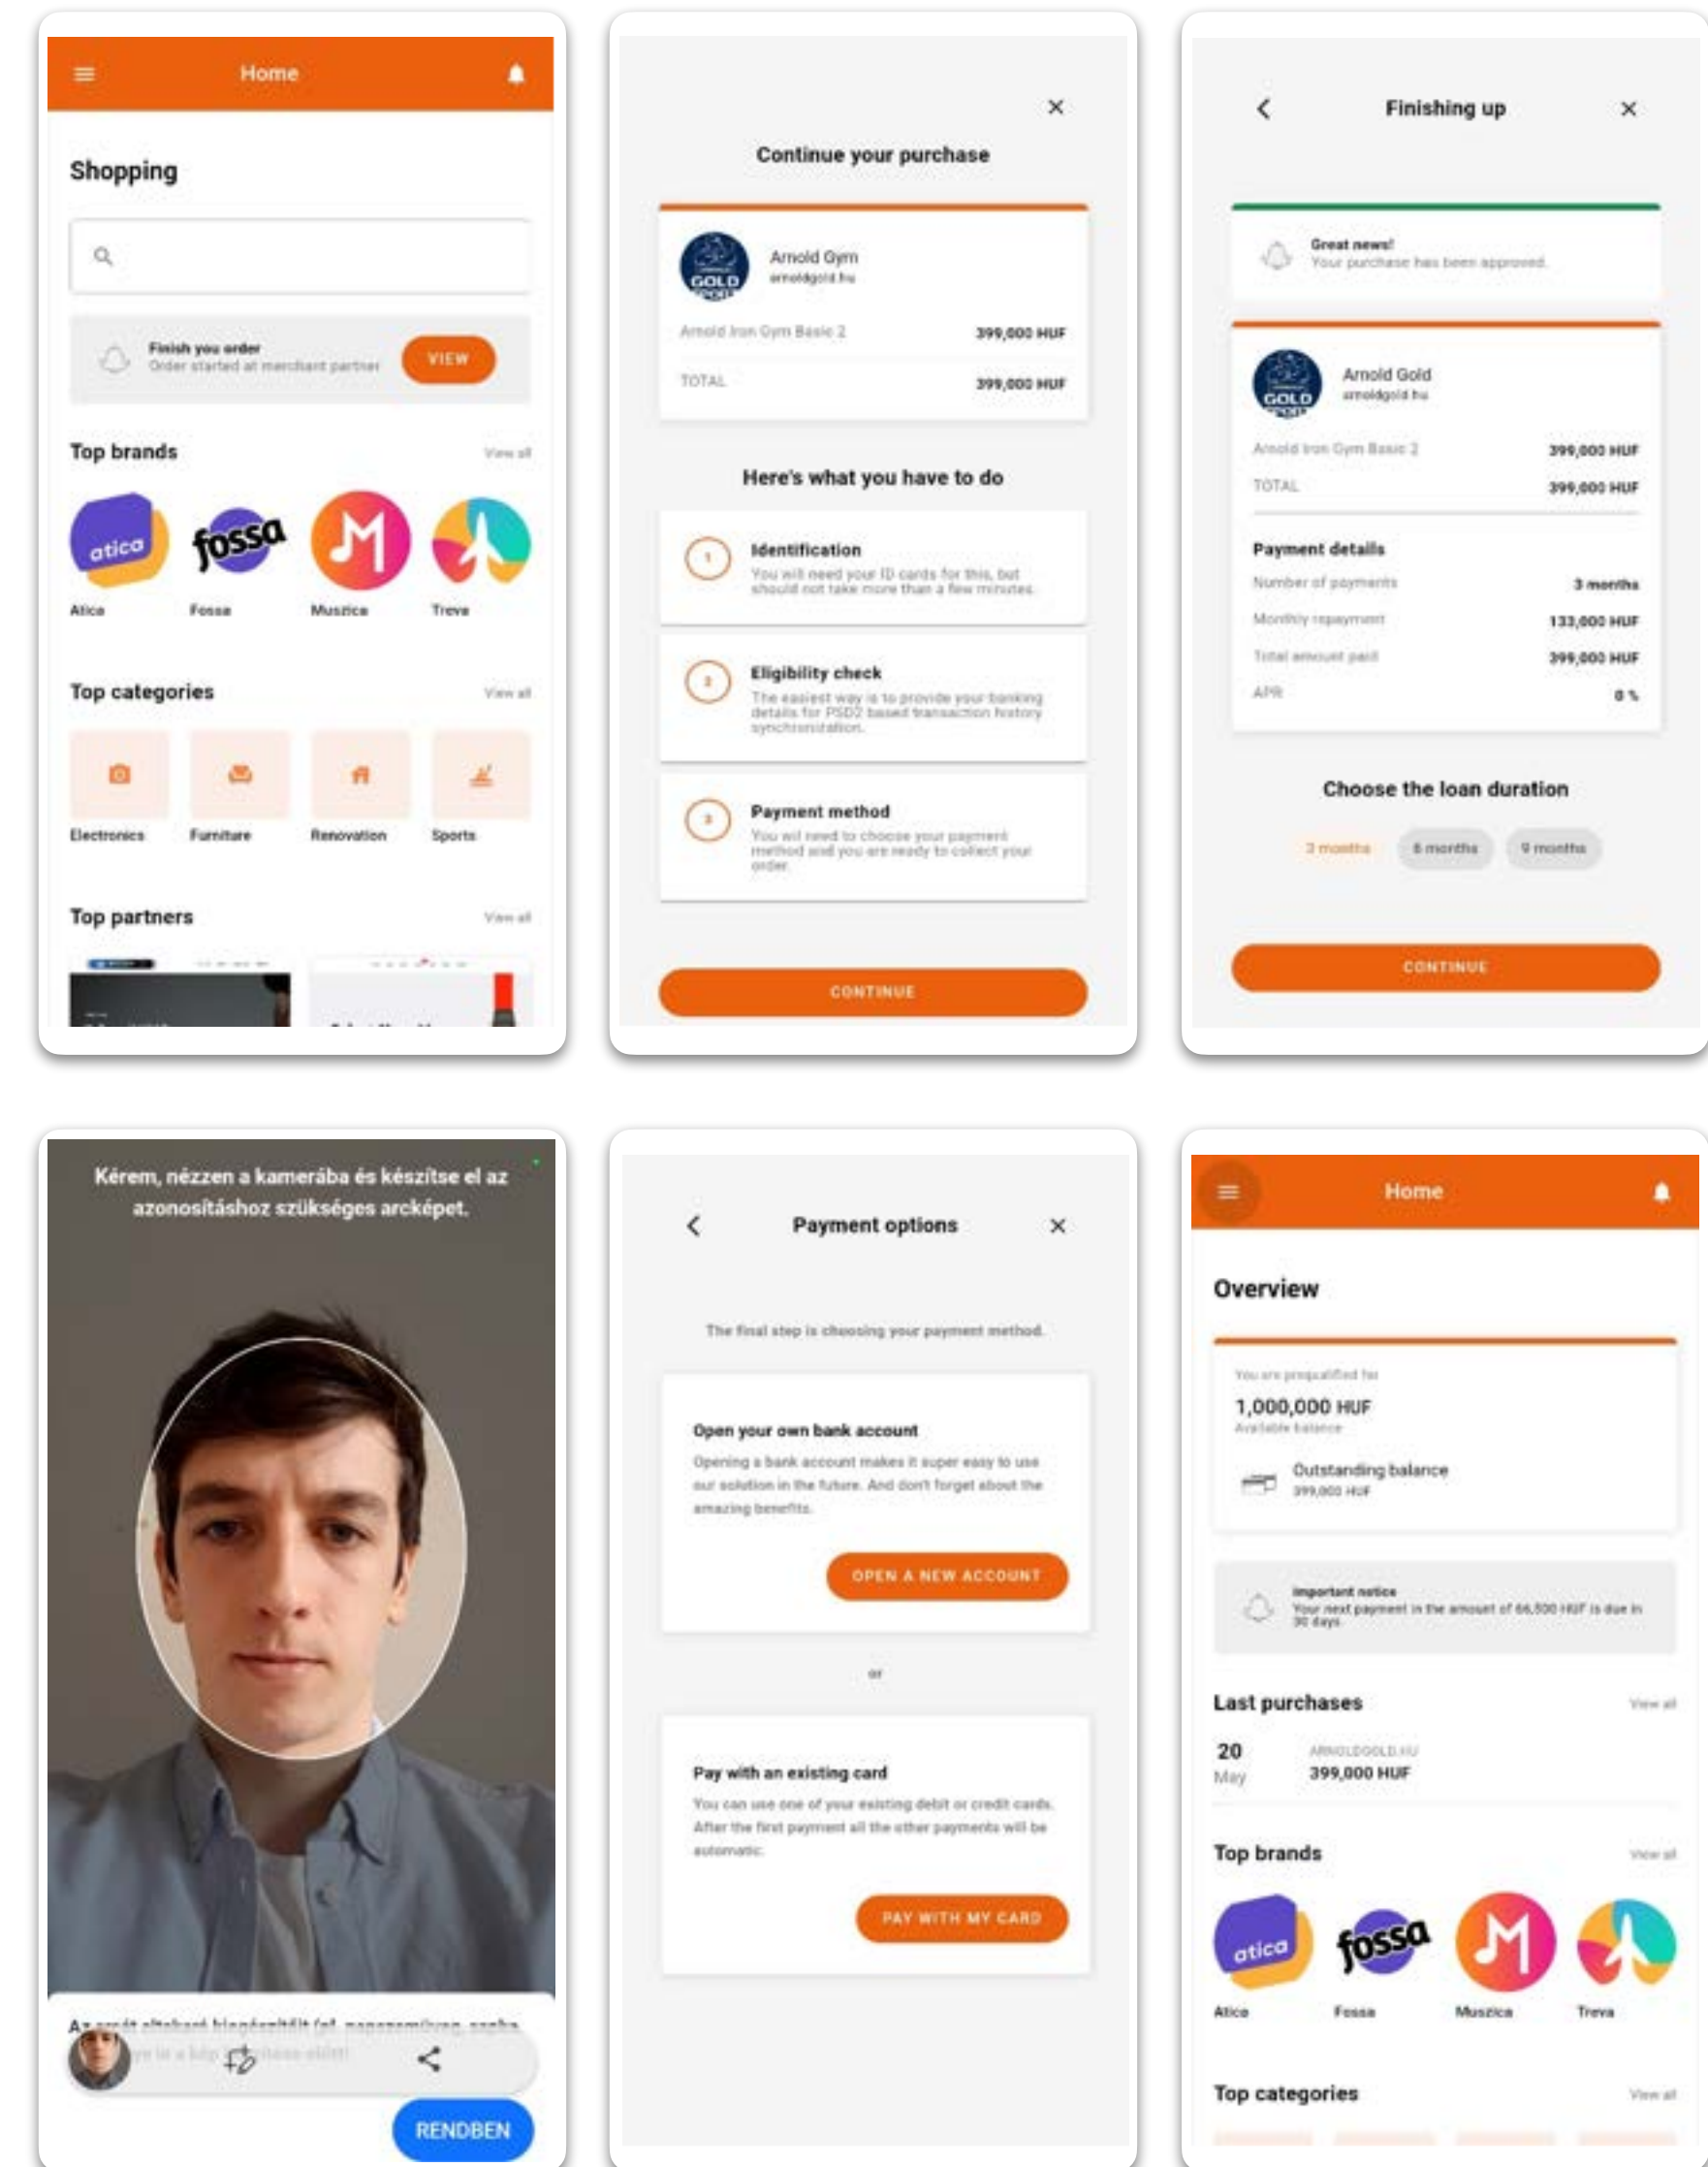 Home
Shopping
Finish you order
Order started at merchant partner
VIEW
Top brands
View all
atica
fossa
M
Atica
Fossa
Muszica
Treva
Top categories
View all
Electronics
Furniture
Renovation
Sports
Top partners
View all
Continue your purchase
GOLD
Arnold Gym
arnoldgold.hu
Arnold Iron Gym Basic 2
399,000 HUF
TOTAL
399,000 HUF
Here's what you have to do
1
Identification
You will need your ID cards for this, but
should not take more than a few minutes.
2
Eligibility check
The easiest way is to provide your banking
details for PSD2 based transaction history
synchronization.
3
Payment method
You will need to choose your payment
method and you are ready to collect your
order.
CONTINUE
Finishing up
Great news!
Your purchase has been approved.
GOLD
Arnold Gold
arnoldgold.hu
Arnold Iron Gym Basic 2
399,000 HUF
TOTAL
399,000 HUF
Payment details
Number of payments
3 months
Monthly repayment
133,000 HUF
Total amount paid
399,000 HUF
APR
0 %
Choose the loan duration
3 months
6 months
9 months
CONTINUE
Kérem, nézzen a kamerába és készítse el az
azonosításhoz szükséges arcképet.
RENDBEN
Payment options
The final step is choosing your payment method.
Open your own bank account
Opening a bank account makes it super easy to use
our solution in the future. And don't forget about the
amazing benefits.
OPEN A NEW ACCOUNT
or
Pay with an existing card
You can use one of your existing debit or credit cards.
After the first payment all the other payments will be
automatic.
PAY WITH MY CARD
Home
Overview
You are prequalified for
1,000,000 HUF
Available balance
Outstanding balance
399,000 HUF
Important notice
Your next payment in the amount of 66,500 HUF is due in
30 days.
Last purchases
View all
20
May
ARNOLDGOLD.HU
399,000 HUF
Top brands
View all
atica
fossa
M
Atica
Fossa
Muszica
Treva
Top categories
View all